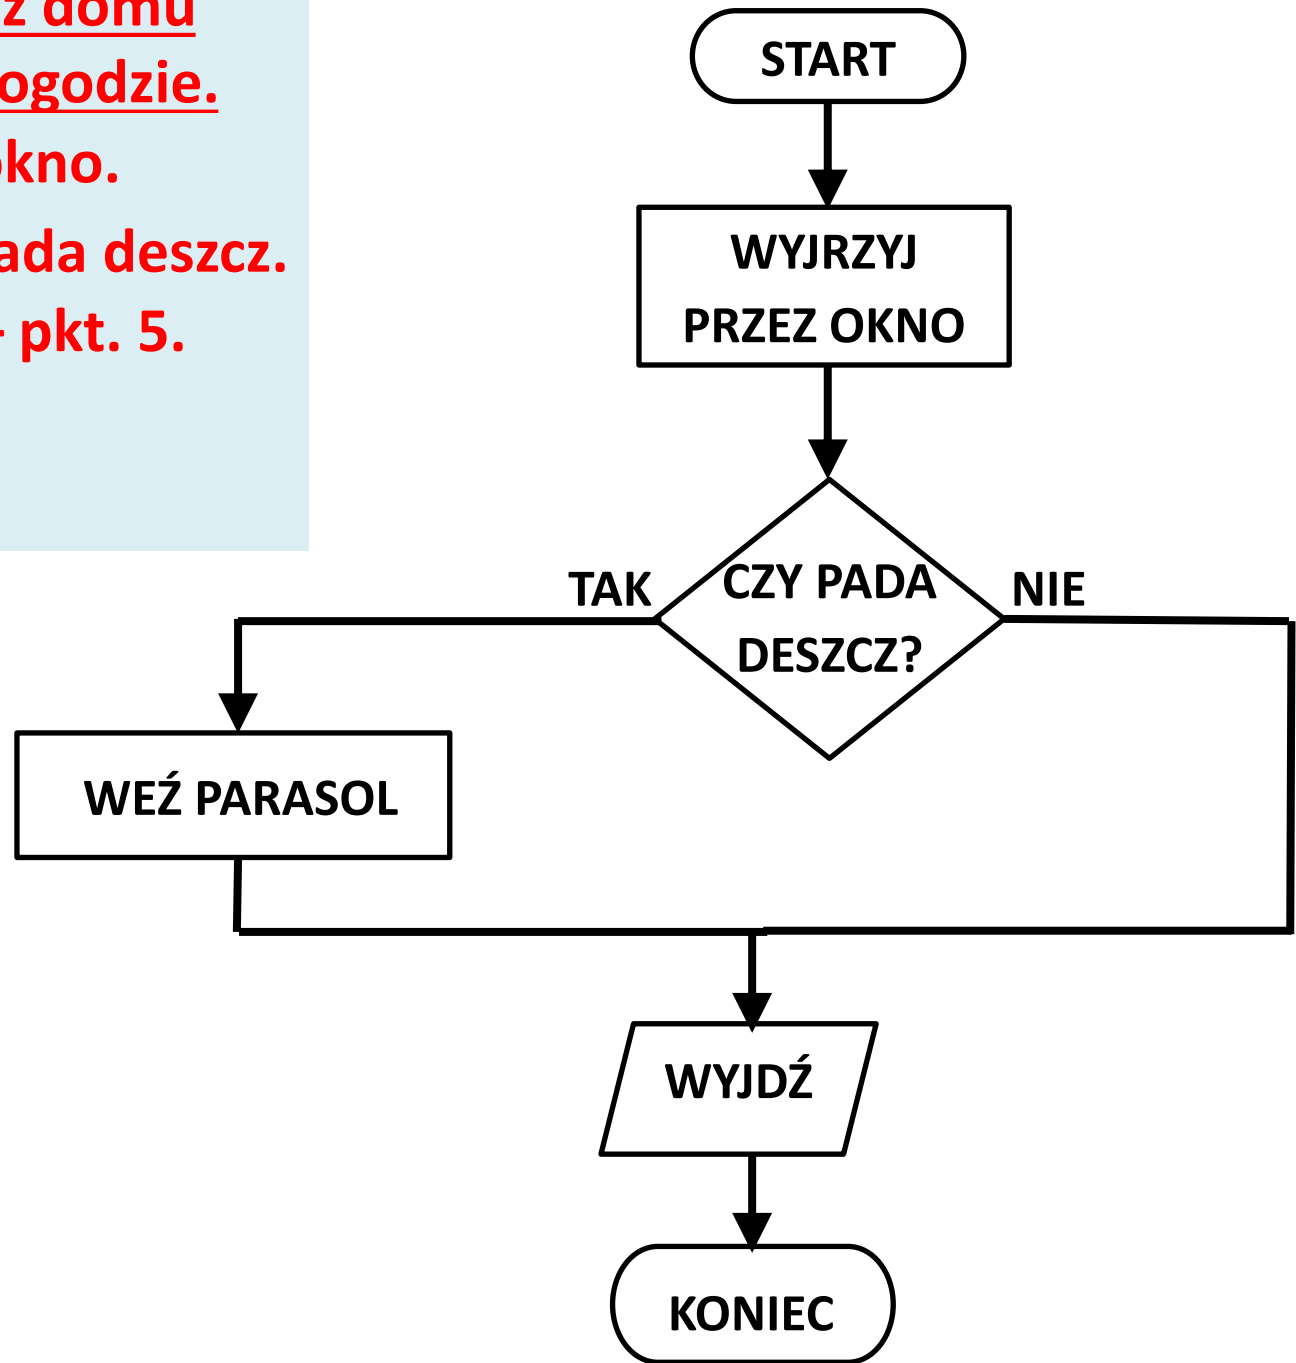 z domu
ogodzie.
okno.
ada deszcz.
pkt. 5.
START
WYJRZYJ
PRZEZ OKNO
TAK
CZY PADA
DESZCZ?
NIE
WEŹ PARASOL
WYJDŹ
KONIEC